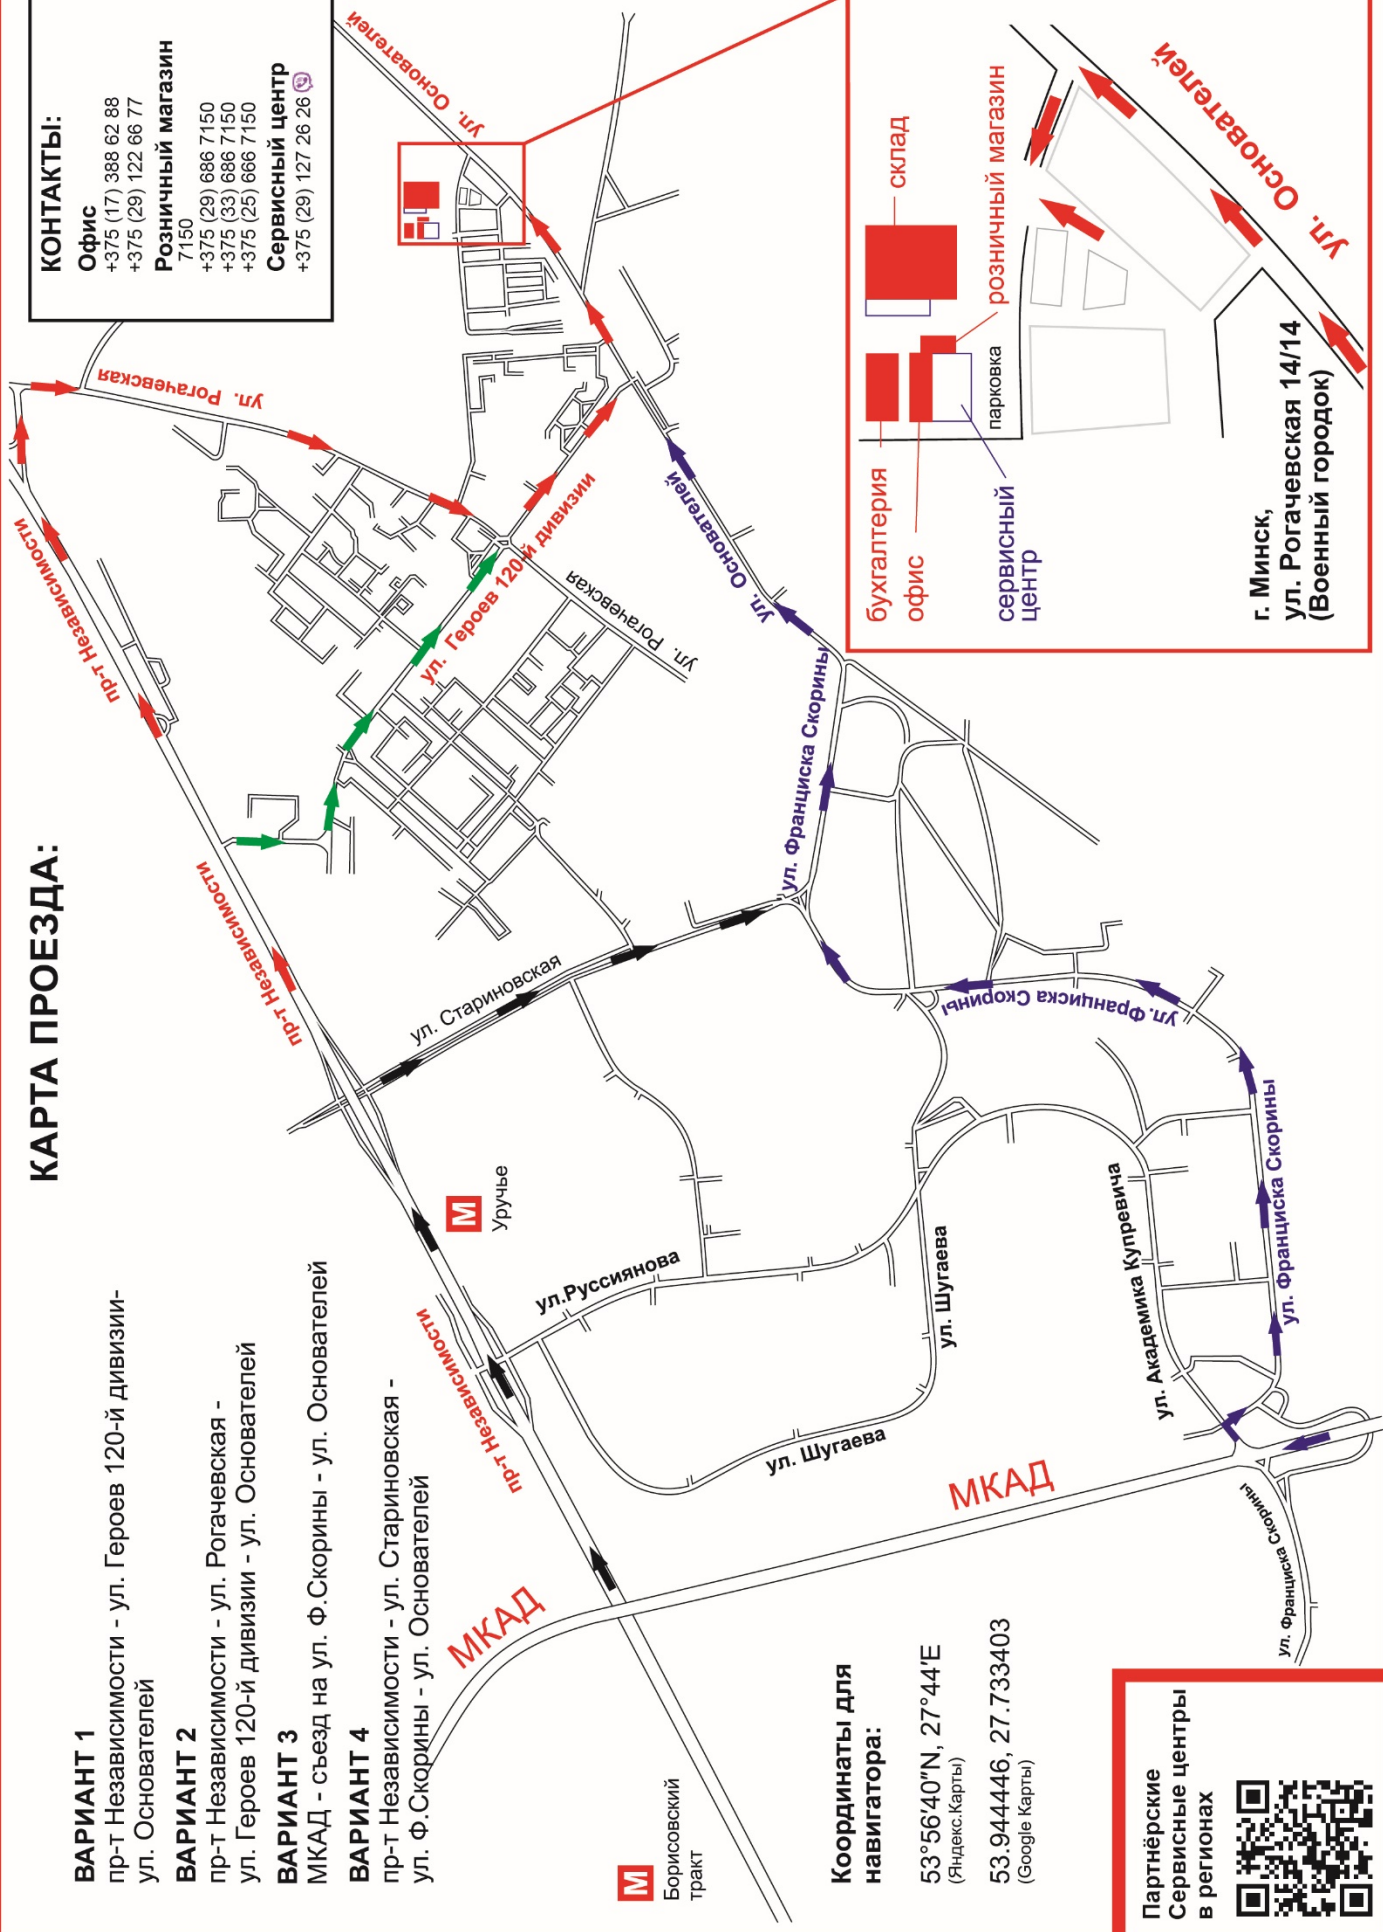 КАРТА ПРОЕЗДА:
ВАРИАНТ 1
пр-т Независимости - ул. Героев 120-й дивизии-
ул. Основателей
ВАРИАНТ 2
пр-т Независимости - ул. Рогачевская -
ул. Героев 120-й дивизии - ул. Основателей
ВАРИАНТ 3
МКАД - съезд на ул. Ф.Скорины - ул. Основателей
ВАРИАНТ 4
пр-т Независимости - ул. Стариновская -
ул. Ф.Скорины - ул. Основателей
КОНТАКТЫ:
Офис
+375 (17) 388 62 88
+375 (29) 122 66 77
Розничный магазин
7150
+375 (29) 686 7150
+375 (33) 686 7150
+375 (25) 666 7150
Сервисный центр
+375 (29) 127 26 26
пр-т Независимости
пр-т Независимости
пр-т Независимости
ул. Рогачевская
ул. Основателей
ул. Героев 120-й дивизии
ул. Рогачевская
ул. Стариновская
ул. Основателей
ул. Франциска Скорины
М
Уручье
ул.Руссиянова
ул. Шугаева
ул. Шугаева
ул. Франциска Скорины
ул. Академика Купревича
ул. Франциска Скорины
МКАД
МКАД
ул. Франциска Скорины
М
Борисовский
тракт
Координаты для
навигатора:
53°56'40"N, 27°44'E
(Яндекс.Карты)
53.944446, 27.733403
(Google Карты)
Партнёрские
Сервисные центры
в регионах
бухгалтерия
офис
сервисный
центр
парковка
склад
розничный магазин
ул. Основателей
г. Минск,
ул. Рогачевская 14/14
(Военный городок)